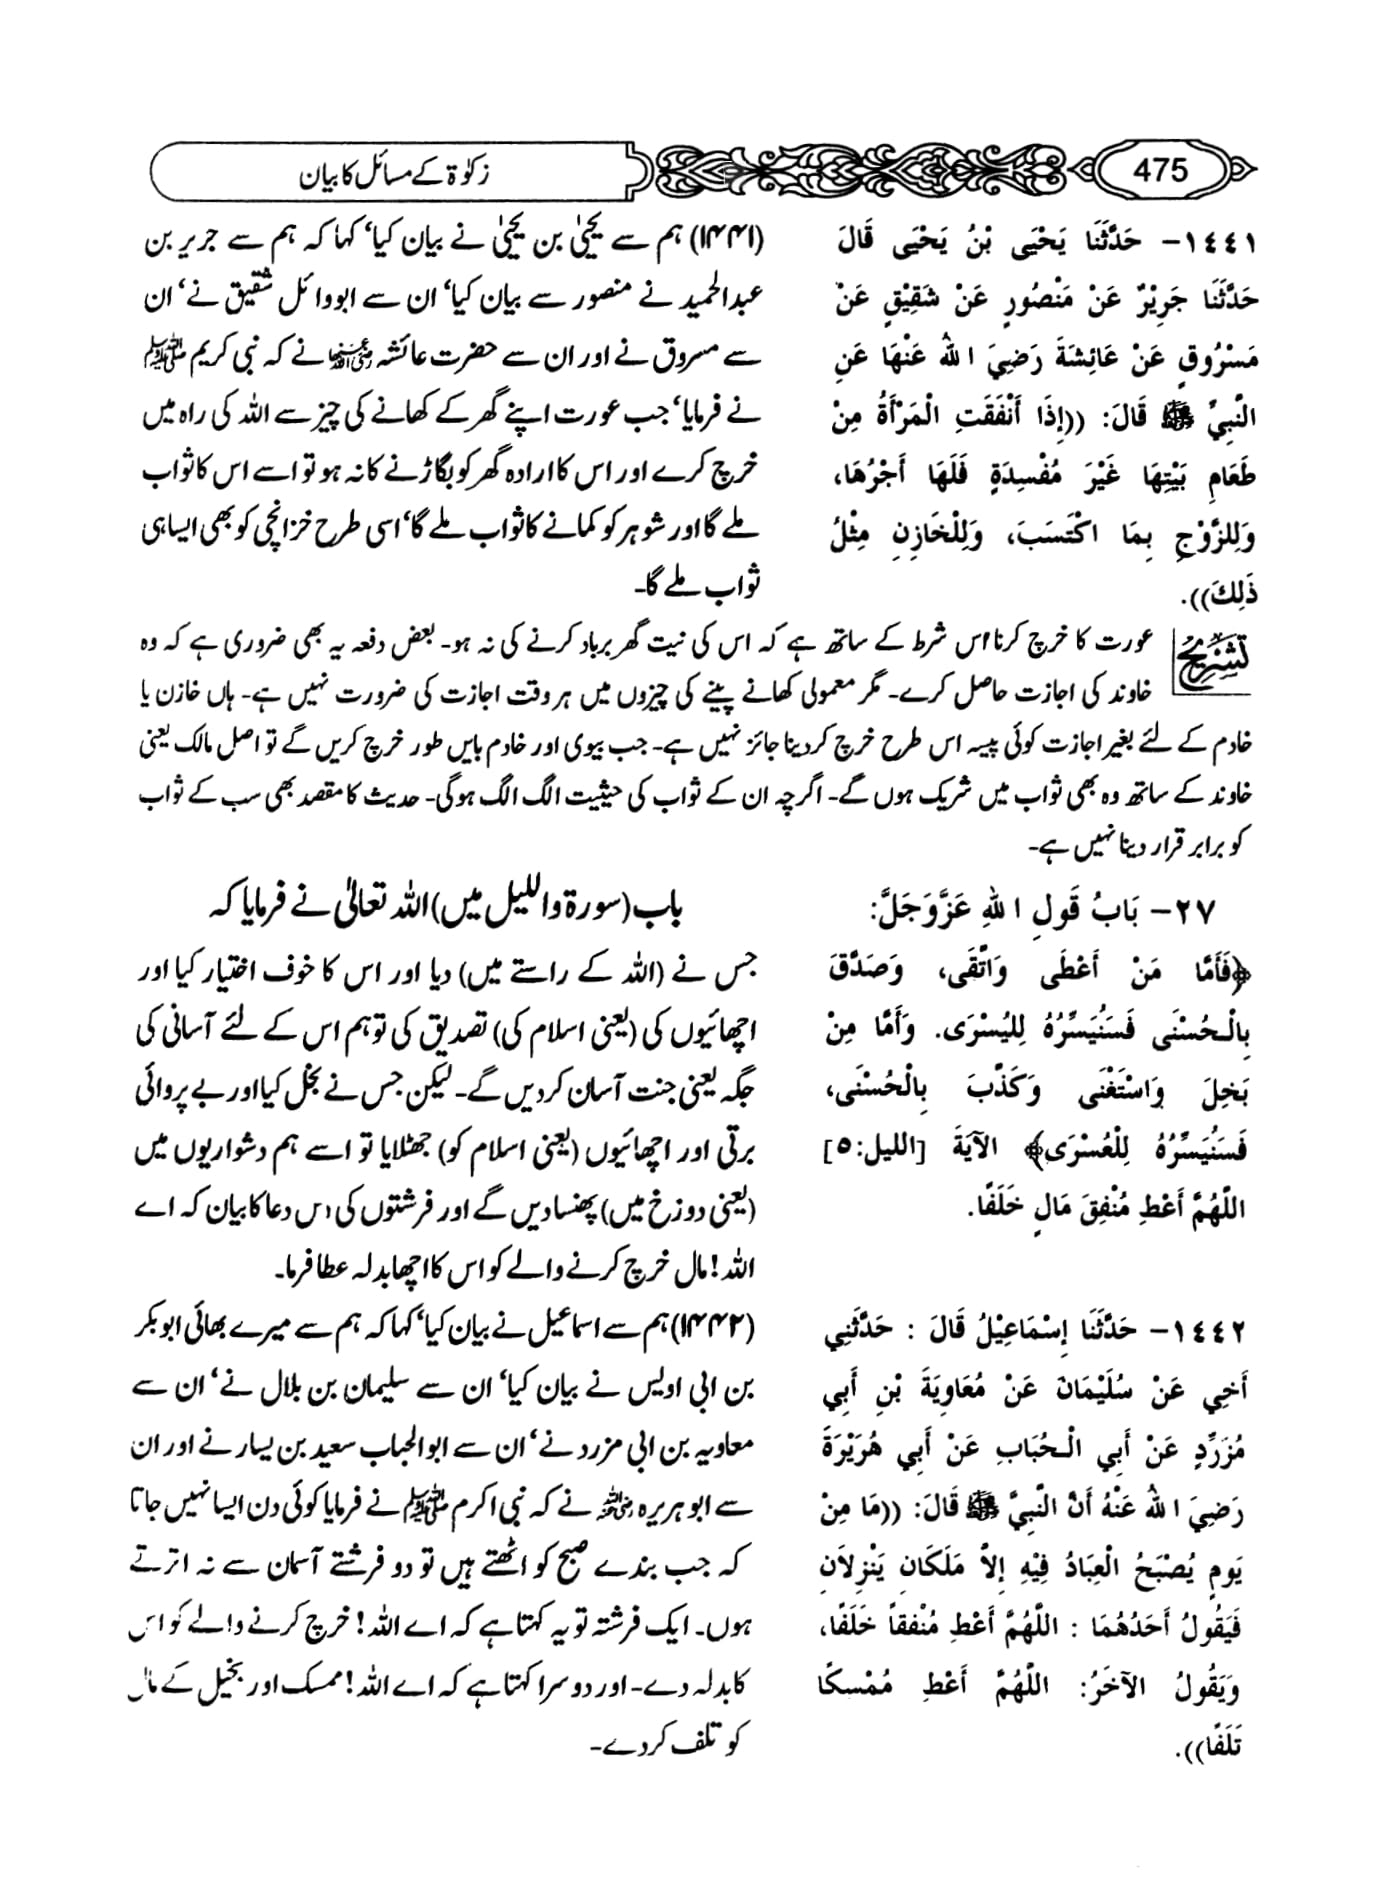 475
زکوٰۃ کے مسائل کا بیان
١٤٤١- حَدَّثَنَا يَحْيَى بْنُ يَحْيَى قَالَ
حَدَّثَنَا جَرِيْرٌ عَنْ مَنْصُورٍ عَنْ شَقِيْقٍ عَنْ
مَسْرُوقٍ عَنْ عَائِشَةَ رَضِيَ اللهُ عَنْهَا عَنِ
النَّبِيِّ ﷺ قَالَ: ((إِذَا أَنْفَقَتِ الْمَرْأَةُ مِنْ
طَعَامِ بَيْتِهَا غَيْرَ مُفْسِدَةٍ فَلَهَا أَجْرُهَا،
وَلِلزَّوْجِ بِمَا اكْتَسَبَ، وَلِلْخَازِنِ مِثْلُ
ذَلِكَ)).
(۱۴۴۱) ہم سے یحییٰ بن یحییٰ نے بیان کیا‘ کہا کہ ہم سے جریر بن
عبدالحمید نے منصور سے بیان کیا‘ ان سے ابووائل شقیق نے‘ ان
سے مسروق نے اور ان سے حضرت عائشہ رضی اللہ عنہا نے کہ نبی کریم ﷺ
نے فرمایا‘ جب عورت اپنے گھر کے کھانے کی چیز سے اللہ کی راہ میں
خرچ کرے اور اس کا ارادہ گھر کو بگاڑنے کا نہ ہو تو اسے اس کا ثواب
ملے گا اور شوہر کو کمانے کا ثواب ملے گا‘ اسی طرح خزانچی کو بھی ایسا ہی
ثواب ملے گا۔
تشریح
عورت کا خرچ کرنا اس شرط کے ساتھ ہے کہ اس کی نیت گھر برباد کرنے کی نہ ہو۔ بعض دفعہ یہ بھی ضروری ہے کہ وہ
خاوند کی اجازت حاصل کرے۔ مگر معمولی کھانے پینے کی چیزوں میں ہر وقت اجازت کی ضرورت نہیں ہے۔ ہاں خازن یا
خادم کے لئے بغیر اجازت کوئی پیسہ اس طرح خرچ کر دینا جائز نہیں ہے۔ جب بیوی اور خادم بایں طور خرچ کریں گے تو اصل مالک یعنی
خاوند کے ساتھ وہ بھی ثواب میں شریک ہوں گے۔ اگرچہ ان کے ثواب کی حیثیت الگ الگ ہو گی۔ حدیث کا مقصد بھی سب کے ثواب
کو برابر قرار دینا نہیں ہے۔
٢٧- بَابُ قَولِ اللهِ عَزَّوَجَلَّ:
﴿فَأَمَّا مَنْ أَعْطَى وَاتَّقَى، وَصَدَّقَ
بِالْحُسْنَى فَسَنُيَسِّرُهُ لِليُسْرَى. وَأَمَّا مِنْ
بَخِلَ وَاسْتَغْنَى وَكَذَّبَ بِالْحُسْنَى،
فَسَنُيَسِّرُهُ لِلْعُسْرَى﴾ الآيَةَ [الليل:٥]
اللَّهُمَّ أَعْطِ مُنْفِقَ مَالٍ خَلَفًا.
باب (سورۃ واللیل میں) اللہ تعالیٰ نے فرمایا کہ
جس نے (اللہ کے راستے میں) دیا اور اس کا خوف اختیار کیا اور
اچھائیوں کی (یعنی اسلام کی) تصدیق کی تو ہم اس کے لئے آسانی کی
جگہ یعنی جنت آسان کر دیں گے۔ لیکن جس نے بخل کیا اور بے پروائی
برتی اور اچھائیوں (یعنی اسلام کو) جھٹلایا تو اسے ہم دشواریوں میں
(یعنی دوزخ میں) پھنسا دیں گے اور فرشتوں کی اس دعا کا بیان کہ اے
اللہ! مال خرچ کرنے والے کو اس کا اچھا بدلہ عطا فرما۔
١٤٤٢- حَدَّثَنَا إِسْمَاعِيْلُ قَالَ : حَدَّثَنِي
أَخِي عَنْ سُلَيْمَانَ عَنْ مُعَاوِيَةَ بْنِ أَبِي
مُزَرِّدٍ عَنْ أَبِي الْحُبَابِ عَنْ أَبِي هُرَيْرَةَ
رَضِيَ اللهُ عَنْهُ أَنَّ النَّبِيَّ ﷺ قَالَ: ((مَا مِنْ
يَومٍ يُصْبَحُ الْعِبَادُ فِيْهِ إِلاَّ مَلَكَانِ يَنْزِلاَنِ
فَيَقُولُ أَحَدُهُمَا : اللَّهُمَّ أَعْطِ مُنْفِقاً خَلَفًا،
وَيَقُولُ الآخَرُ: اللَّهُمَّ أَعْطِ مُمْسِكًا
تَلَفًا)).
(۱۴۴۲) ہم سے اسماعیل نے بیان کیا‘ کہا کہ ہم سے میرے بھائی ابوبکر
بن ابی اویس نے بیان کیا‘ ان سے سلیمان بن بلال نے‘ ان سے
معاویہ بن ابی مزرد نے‘ ان سے ابوالحباب سعید بن یسار نے اور ان
سے ابوہریرہ رضی اللہ عنہ نے کہ نبی اکرم ﷺ نے فرمایا کوئی دن ایسا نہیں جاتا
کہ جب بندے صبح کو اٹھتے ہیں تو دو فرشتے آسمان سے نہ اترتے
ہوں۔ ایک فرشتہ تو یہ کہتا ہے کہ اے اللہ! خرچ کرنے والے کو اس
کا بدلہ دے۔ اور دوسرا کہتا ہے کہ اے اللہ! ممسک اور بخیل کے مال
کو تلف کر دے۔